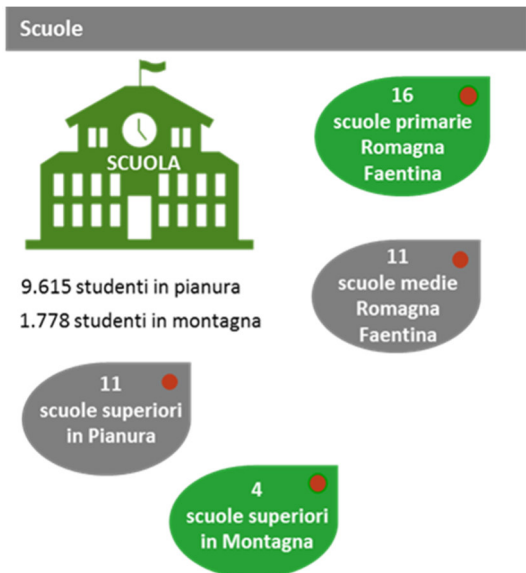 Scuole
SCUOLA
16
scuole primarie
Romagna
Faentina
9.615 studenti in pianura
1.778 studenti in montagna
11
scuole medie
Romagna
Faentina
11
scuole superiori
in Pianura
4
scuole superiori
in Montagna